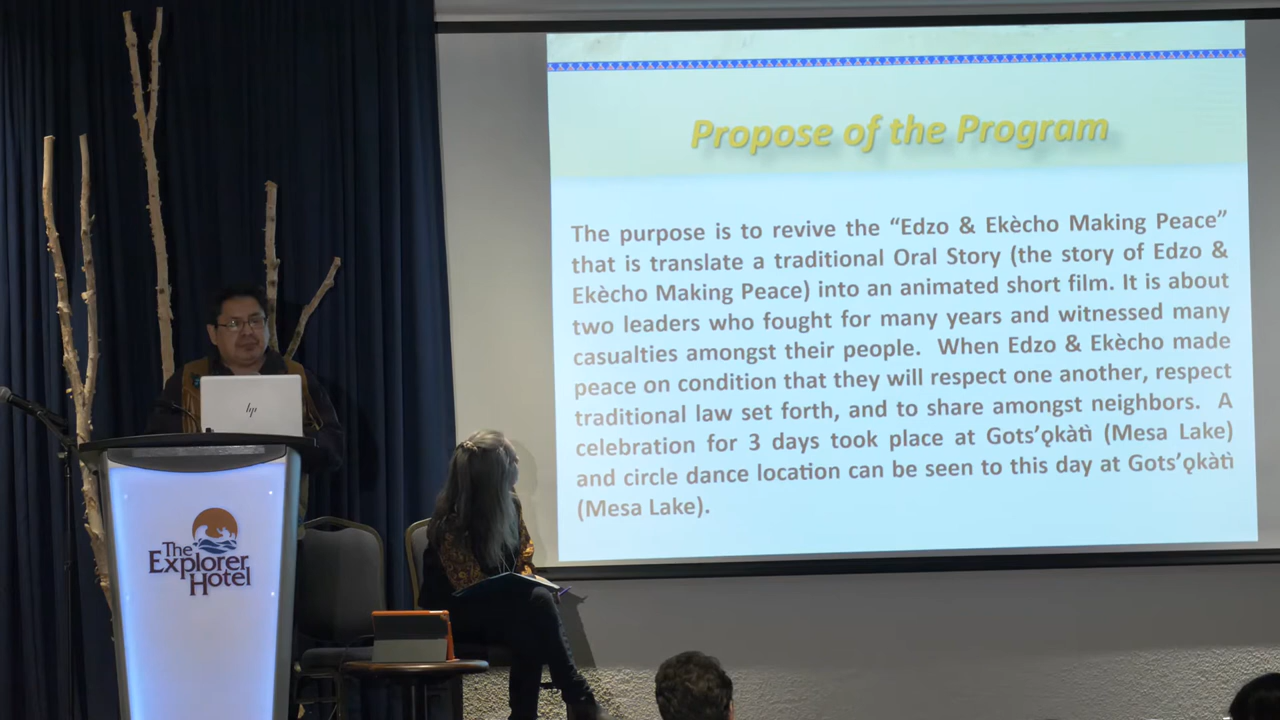 Propose of the Program
The purpose is to revive the “Edzo & Ekècho Making Peace”
that is translate a traditional Oral Story (the story of Edzo &
Ekècho Making Peace) into an animated short film. It is about
two leaders who fought for many years and witnessed many
casualties amongst their people.  When Edzo & Ekècho made
peace on condition that they will respect one another, respect
traditional law set forth, and to share amongst neighbors.  A
celebration for 3 days took place at Gots’ǫkàtì (Mesa Lake)
and circle dance location can be seen to this day at Gots’ǫkàtì
(Mesa Lake).
hp
The
Explorer
Hotel